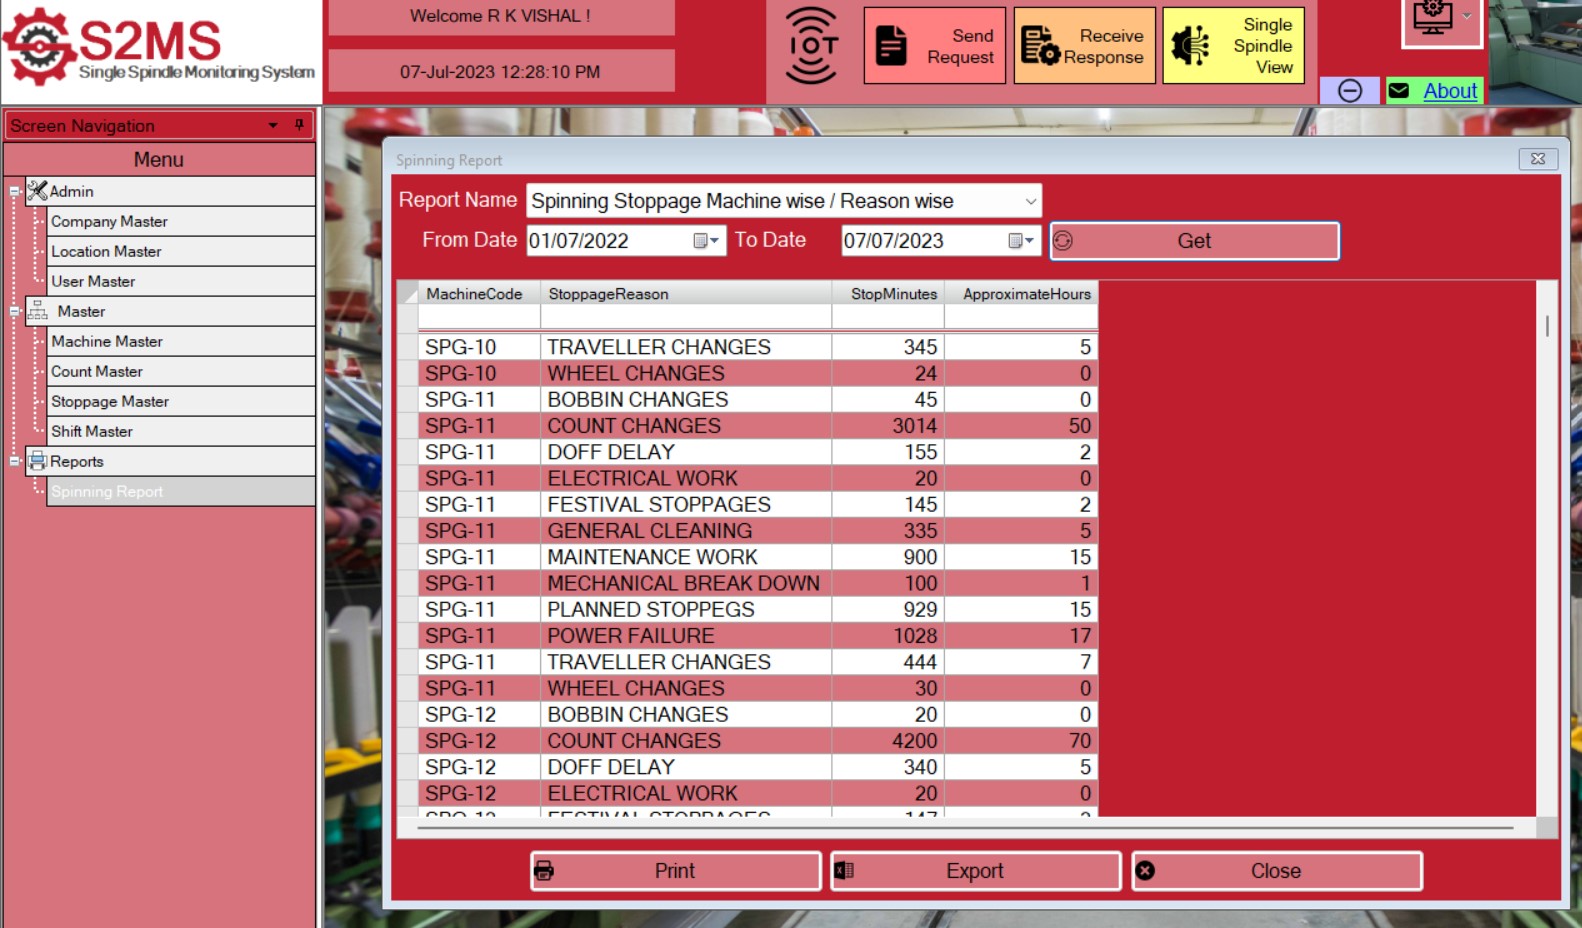 S2MS
Single Spindle Monitoring System
Welcome R K VISHAL !
07-Jul-2023 12:28:10 PM
IOT
Send
Request
Receive
Response
Single
Spindle
View
About
Screen Navigation
Menu
Admin
Company Master
Location Master
User Master
Master
Machine Master
Count Master
Stoppage Master
Shift Master
Reports
Spinning Report
Spinning Report
Report Name Spinning Stoppage Machine wise / Reason wise
From Date 01/07/2022 To Date 07/07/2023 Get
MachineCode StoppageReason StopMinutes ApproximateHours
SPG-10 TRAVELLER CHANGES 345 5
SPG-10 WHEEL CHANGES 24 0
SPG-11 BOBBIN CHANGES 45 0
SPG-11 COUNT CHANGES 3014 50
SPG-11 DOFF DELAY 155 2
SPG-11 ELECTRICAL WORK 20 0
SPG-11 FESTIVAL STOPPAGES 145 2
SPG-11 GENERAL CLEANING 335 5
SPG-11 MAINTENANCE WORK 900 15
SPG-11 MECHANICAL BREAK DOWN 100 1
SPG-11 PLANNED STOPPEGS 929 15
SPG-11 POWER FAILURE 1028 17
SPG-11 TRAVELLER CHANGES 444 7
SPG-11 WHEEL CHANGES 30 0
SPG-12 BOBBIN CHANGES 20 0
SPG-12 COUNT CHANGES 4200 70
SPG-12 DOFF DELAY 340 5
SPG-12 ELECTRICAL WORK 20 0
SPG-12 FESTIVAL STOPPAGES 147
Print Export Close